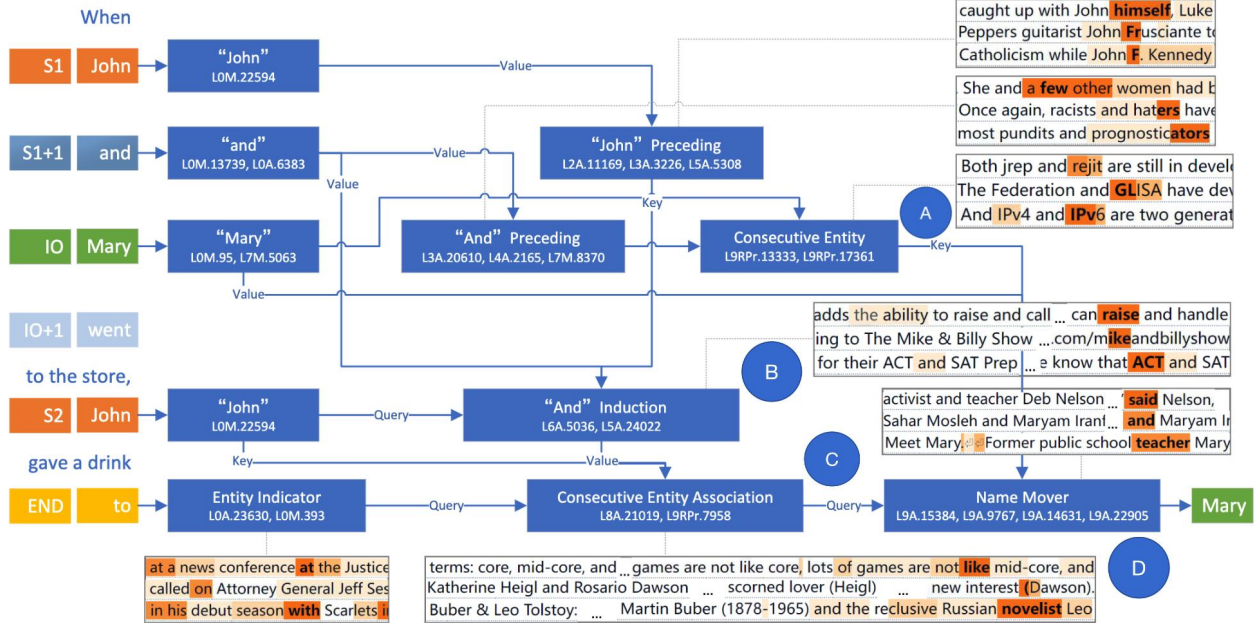 When
caught up with John himself, Luke
Peppers guitarist John Frusciante to
Catholicism while John F. Kennedy
S1 John
"John"
L0M.22594
Value
. She and a few other women had b
Once again, racists and haters have
most pundits and prognosticators
S1+1 and
"and"
L0M.13739, L0A.6383
Value
Value
"John" Preceding
L2A.11169, L3A.3226, L5A.5308
Key
Both jrep and rejit are still in devel
The Federation and GLISA have dev
And IPv4 and IPv6 are two generat
A
IO Mary
"Mary"
L0M.95, L7M.5063
"And" Preceding
L3A.20610, L4A.2165, L7M.8370
Consecutive Entity
L9RPr.13333, L9RPr.17361
Key
Value
IO+1 went
adds the ability to raise and call ... can raise and handle
ing to The Mike & Billy Show ....com/mikeandbillyshow
for their ACT and SAT Prep ... e know that ACT and SAT
B
to the store,
S2 John
"John"
L0M.22594
Query
"And" Induction
L6A.5036, L5A.24022
activist and teacher Deb Nelson ...' said Nelson,
Sahar Mosleh and Maryam Iranf ... and Maryam Ir
Meet Mary.⏎⏎Former public school teacher Mary
Key
Value
gave a drink
C
END to
Entity Indicator
L0A.23630, L0M.393
Query
Consecutive Entity Association
L8A.21019, L9RPr.7958
Query
Name Mover
L9A.15384, L9A.9767, L9A.14631, L9A.22905
Mary
D
at a news conference at the Justice
called on Attorney General Jeff Ses
in his debut season with Scarlets i
terms: core, mid-core, and ... games are not like core, lots of games are not like mid-core, and
Katherine Heigl and Rosario Dawson ... scorned lover (Heigl) ... new interest (Dawson).
Buber & Leo Tolstoy: ... Martin Buber (1878-1965) and the reclusive Russian novelist Leo